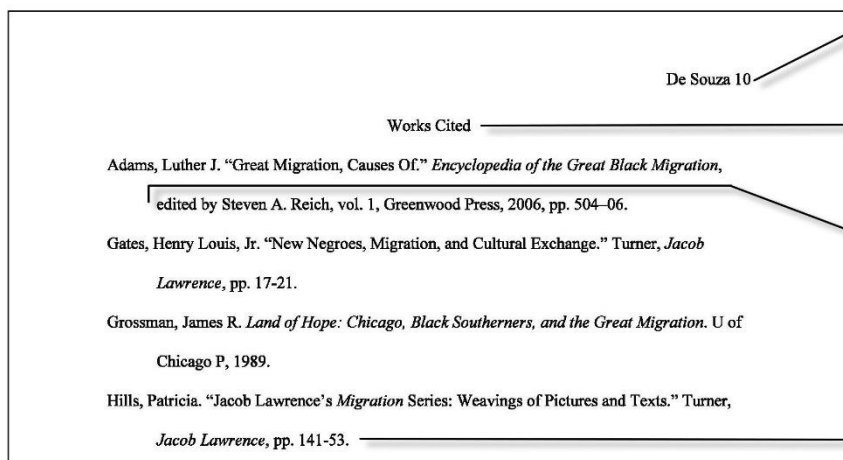 De Souza 10
Works Cited
Adams, Luther J. “Great Migration, Causes Of.” Encyclopedia of the Great Black Migration,
edited by Steven A. Reich, vol. 1, Greenwood Press, 2006, pp. 504–06.
Gates, Henry Louis, Jr. “New Negroes, Migration, and Cultural Exchange.” Turner, Jacob
Lawrence, pp. 17-21.
Grossman, James R. Land of Hope: Chicago, Black Southerners, and the Great Migration. U of
Chicago P, 1989.
Hills, Patricia. “Jacob Lawrence’s Migration Series: Weavings of Pictures and Texts.” Turner,
Jacob Lawrence, pp. 141-53.